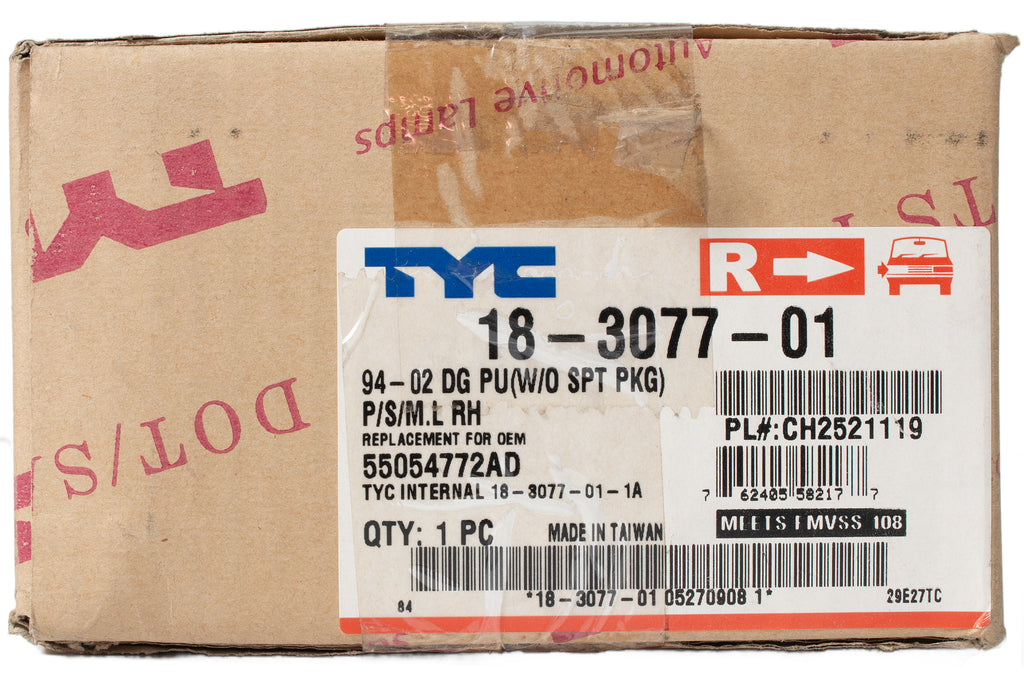 Automotive Lamps
DOT/S
TYC
R
18-3077-01
94-02 DG PU(W/O SPT PKG)
P/S/M.L RH
REPLACEMENT FOR OEM
55054772AD
TYC INTERNAL 18-3077-01-1A
PL#:CH2521119
7 62405 58217 7
MEETS FMVSS 108
QTY: 1 PC
MADE IN TAIWAN
84
*18-3077-01 05270908 1*
29E27TC